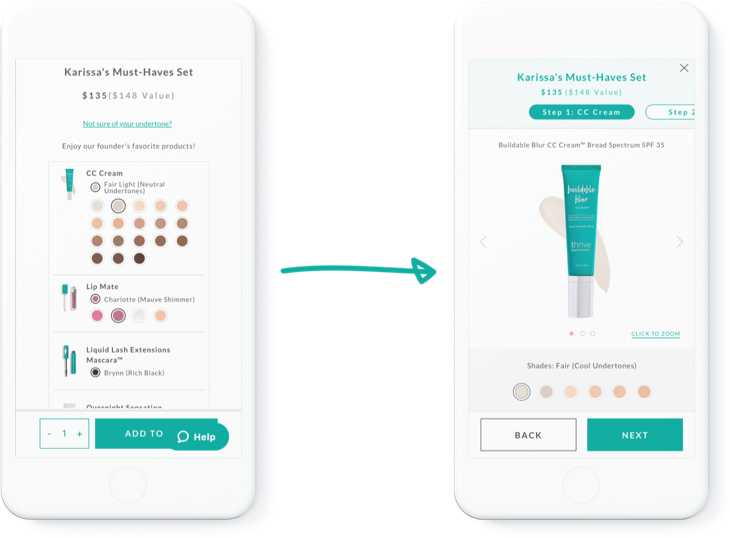 Karissa's Must-Haves Set
$135($148 Value)
Not sure of your undertone?
Enjoy our founder's favorite products!
CC Cream
Fair Light (Neutral
Undertones)
Lip Mate
Charlotte (Mauve Shimmer)
Liquid Lash Extensions
Mascara™
Brynn (Rich Black)
Overnight Sensation
- 1 +
ADD TO
Help
Karissa's Must-Haves Set
$135 ($148 Value)
Step 1: CC Cream
Step 2
Buildable Blur CC Cream™ Broad Spectrum SPF 35
buildable
blur
thrive
CLICK TO ZOOM
Shades: Fair (Cool Undertones)
BACK
NEXT